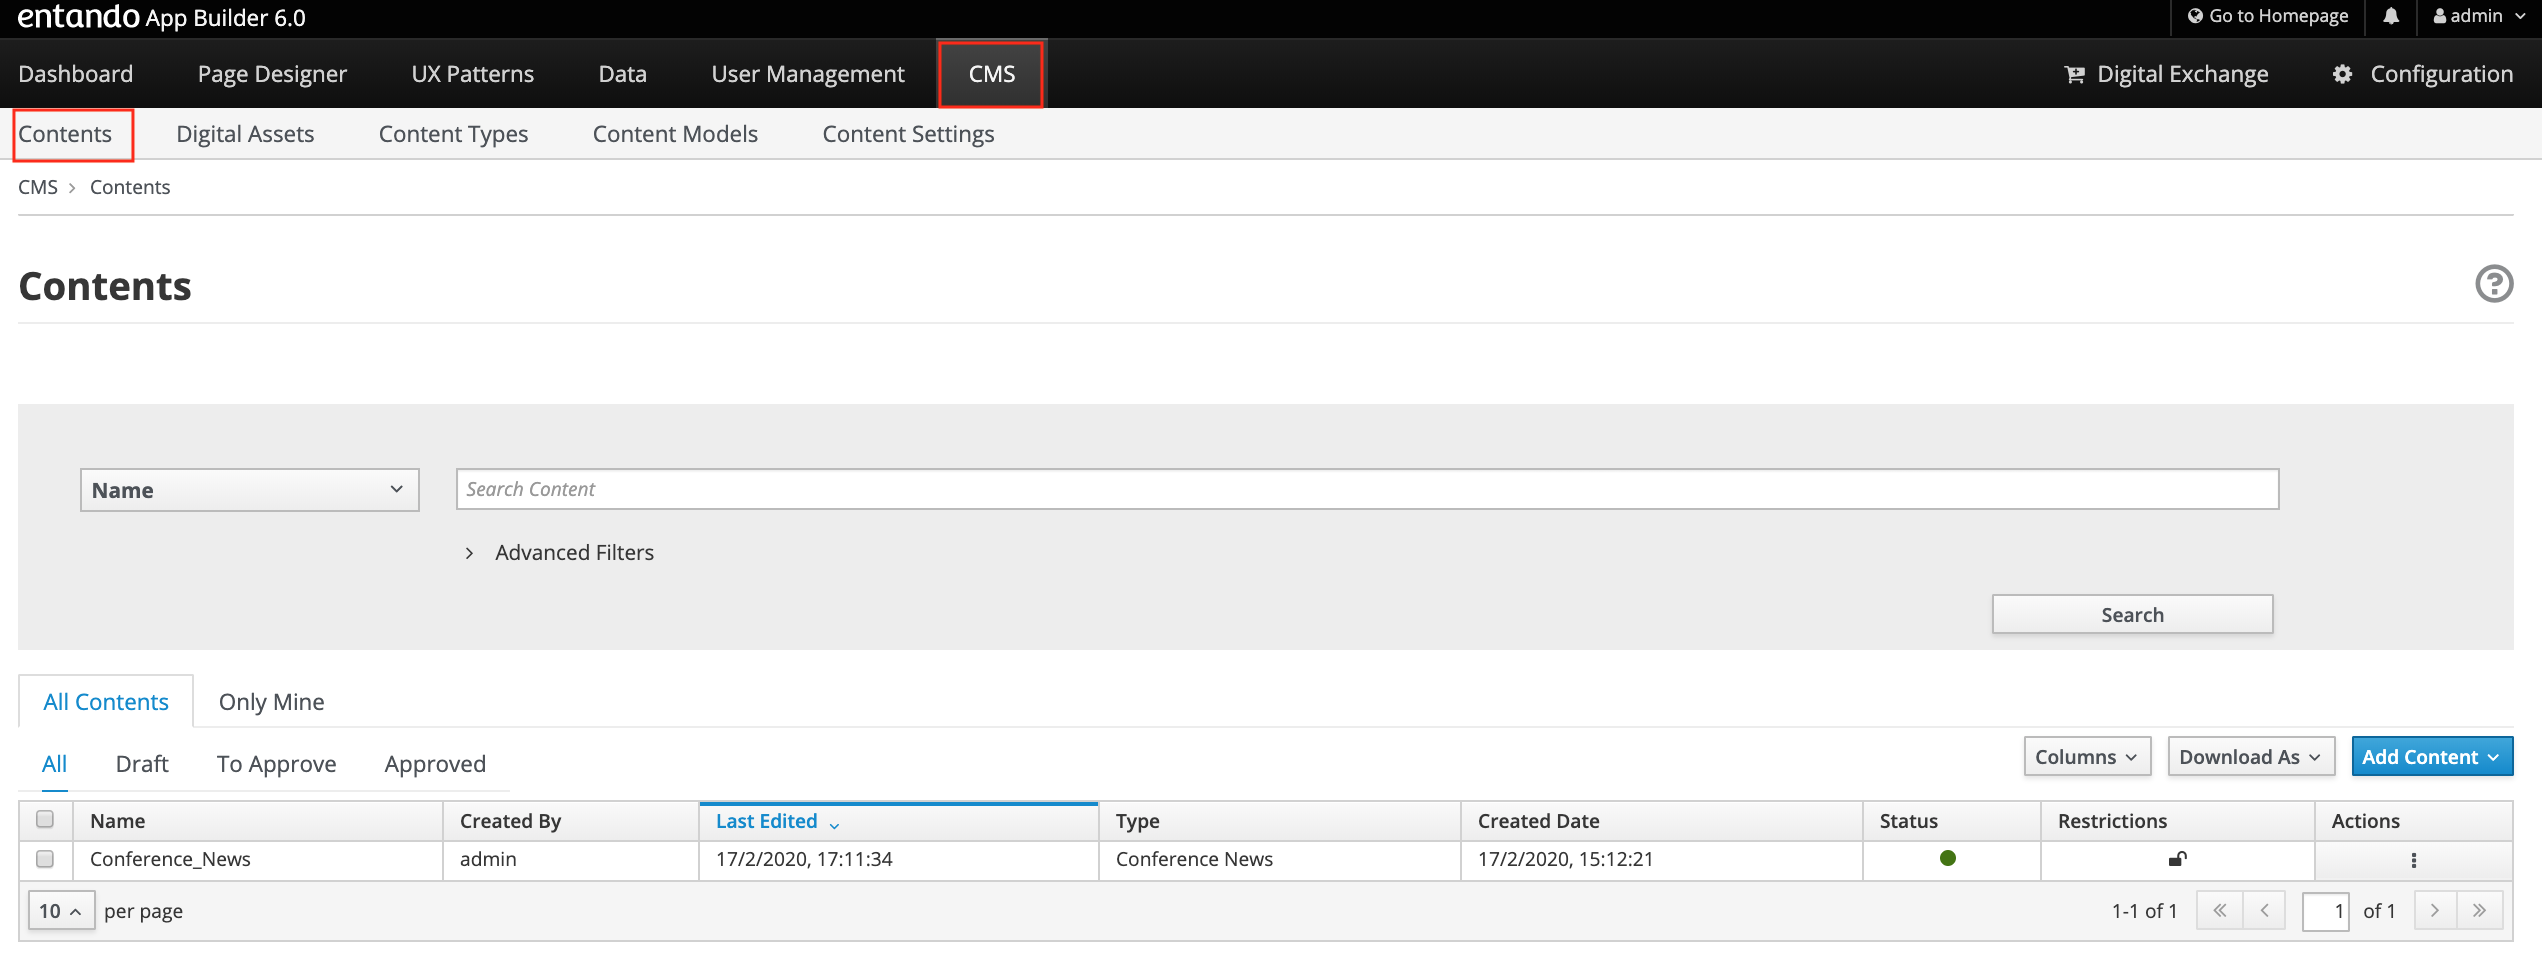 entando App Builder 6.0 Go to Homepage admin
Dashboard Page Designer UX Patterns Data User Management CMS Digital Exchange Configuration
Contents Digital Assets Content Types Content Models Content Settings
CMS > Contents
Contents
Name Search Content
> Advanced Filters
Search
All Contents Only Mine
All Draft To Approve Approved Columns Download As Add Content
Name Created By Last Edited Type Created Date Status Restrictions Actions
Conference_News admin 17/2/2020, 17:11:34 Conference News 17/2/2020, 15:12:21
10 per page 1-1 of 1 « < 1 of 1 > »